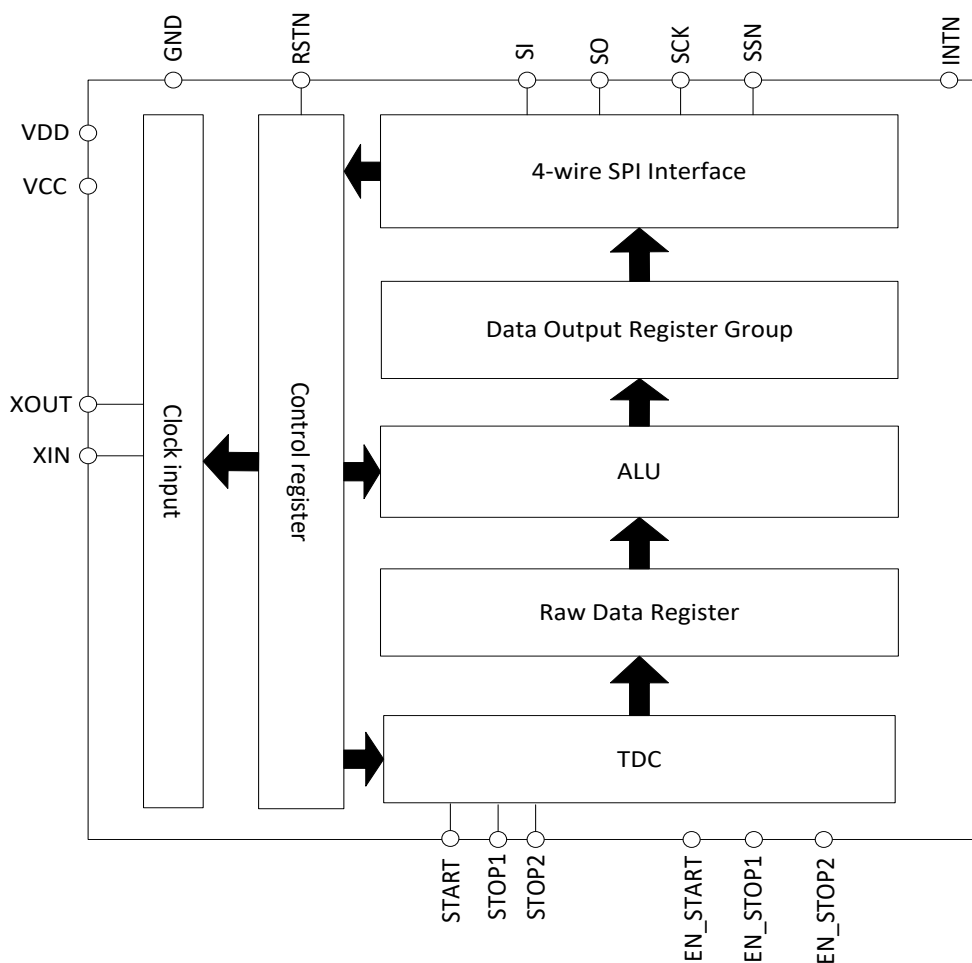 GND
RSTN
SI
SO
SCK
SSN
INTN
VDD
VCC
XOUT
XIN
Clock input
Control register
4-wire SPI Interface
Data Output Register Group
ALU
Raw Data Register
TDC
START
STOP1
STOP2
EN_START
EN_STOP1
EN_STOP2